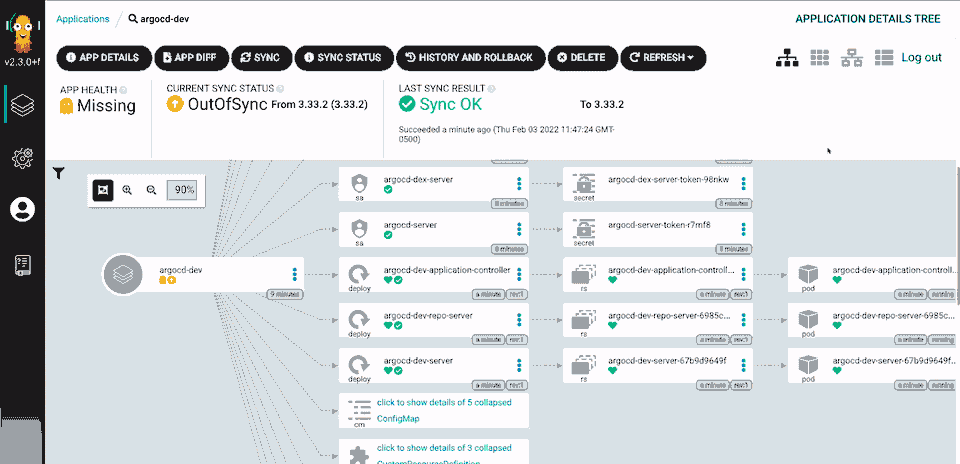 Applications
argocd-dev
APPLICATION DETAILS TREE
v2.3.0+f
APP DETAILS
APP DIFF
SYNC
SYNC STATUS
HISTORY AND ROLLBACK
DELETE
REFRESH
Log out
APP HEALTH
Missing
CURRENT SYNC STATUS
OutOfSync From 3.33.2 (3.33.2)
LAST SYNC RESULT
Sync OK To 3.33.2
Succeeded a minute ago (Thu Feb 03 2022 11:47:24 GMT-
0500)
90%
argocd-dex-server
sa
argocd-dex-server-token-98nkw
secret
argocd-server
sa
argocd-server-token-r7mf8
secret
argocd-dev
9 minutes
argocd-dev-application-controller
deploy
a minute rev:1
argocd-dev-application-controll...
rs
a minute rev:1
argocd-dev-application-controll...
pod
a minute running
argocd-dev-repo-server
deploy
a minute rev:1
argocd-dev-repo-server-6985c...
rs
a minute rev:1
argocd-dev-repo-server-6985c...
pod
a minute running
argocd-dev-server
deploy
a minute rev:1
argocd-dev-server-67b9d9649f
rs
a minute rev:1
argocd-dev-server-67b9d9649f...
pod
a minute running
click to show details of 5 collapsed
ConfigMap
cm
click to show details of 3 collapsed
CustomResourceDefinition